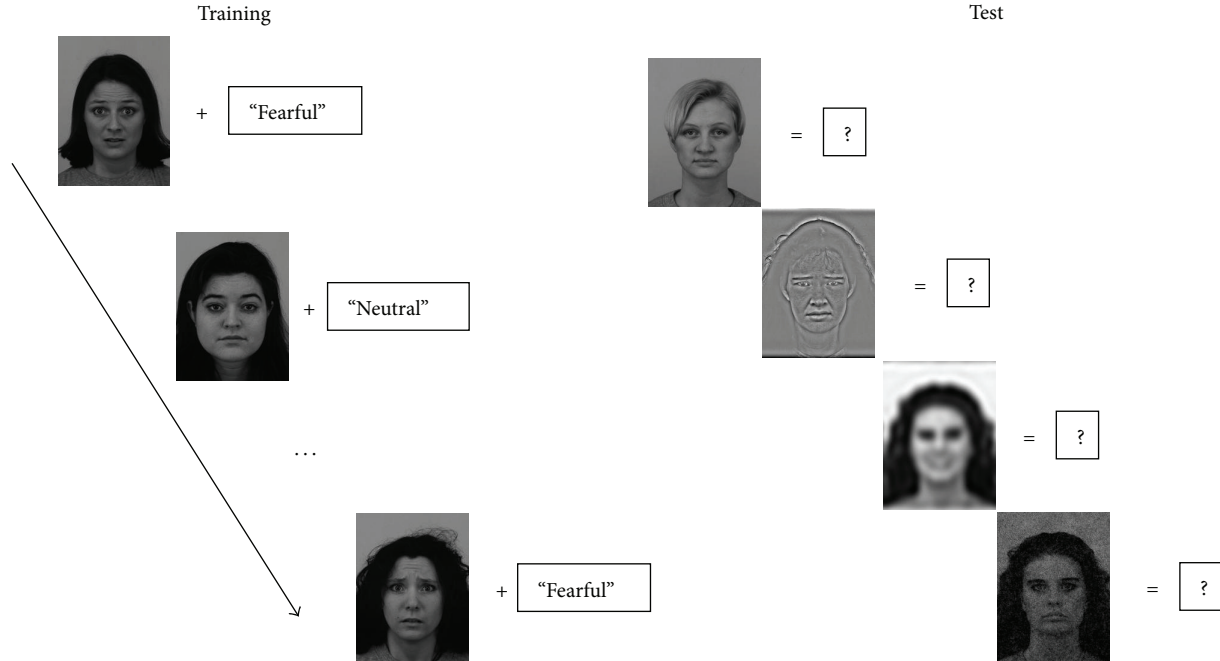 Training
Test
+ “Fearful”
= ?
+ “Neutral”
= ?
...
= ?
+ “Fearful”
= ?